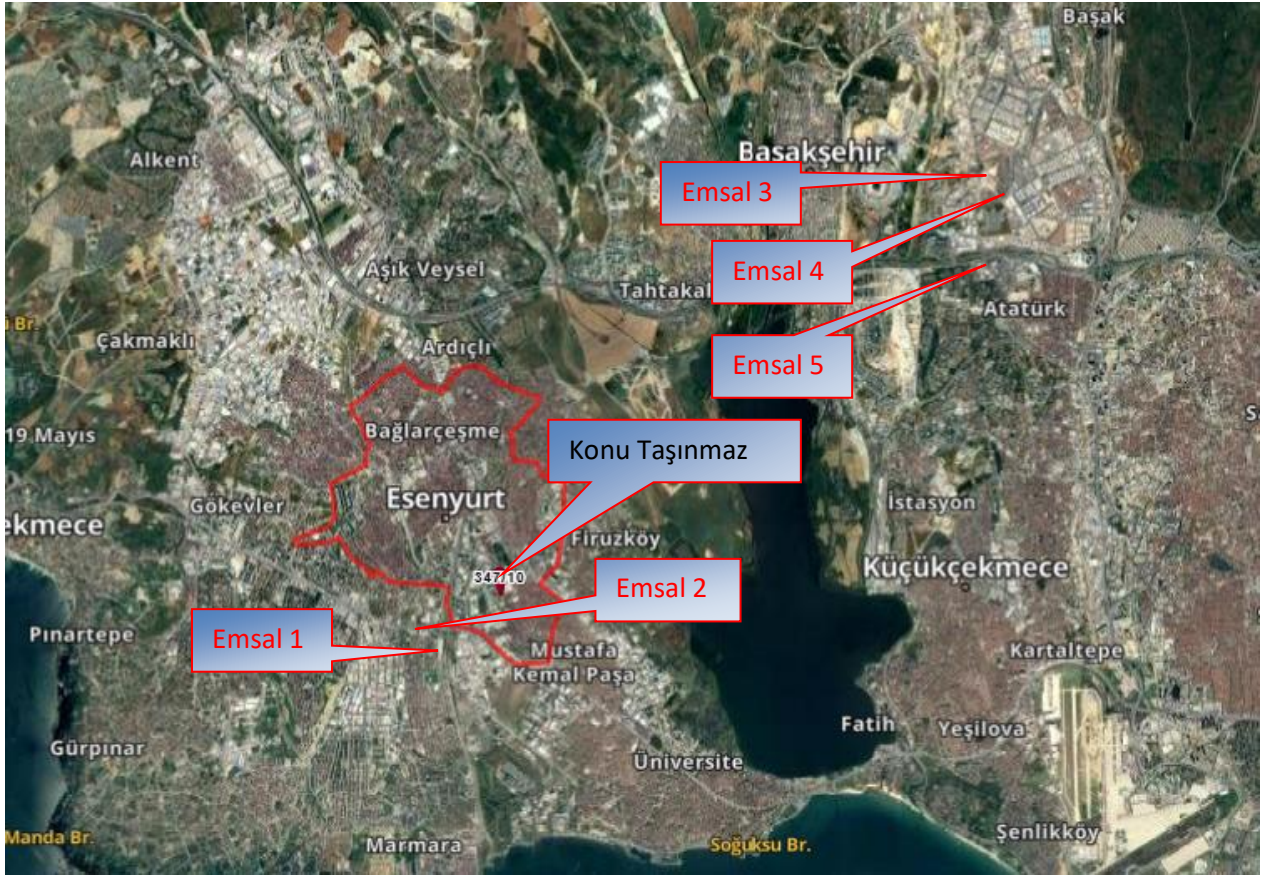 Başak
Başakşehir
Alkent
Emsal 3
Emsal 4
Aşık Veysel
Tahtakal
Atatürk
Br.
Çakmaklı
Ardıçlı
Emsal 5
19 Mayıs
Bağlarçeşme
Konu Taşınmaz
Gökevler
Esenyurt
İstasyon
ekmece
Firuzköy
Küçükçekmece
347/10
Emsal 2
Pınartepe
Emsal 1
Mustafa
Kemal Paşa
Kartaltepe
Gürpınar
Fatih
Yeşilova
Üniversite
Manda Br.
Marmara
Soğuksu Br.
Şenlikköy